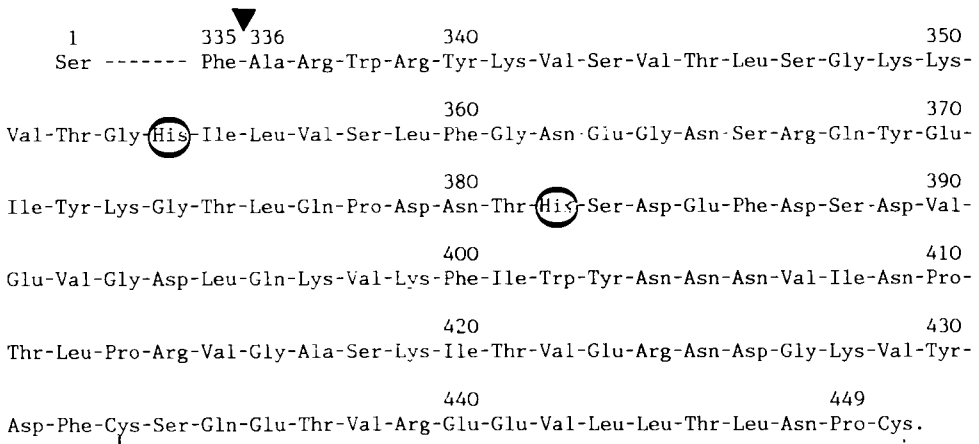 1 335 336 340 350
Ser ------- Phe-Ala-Arg-Trp-Arg-Tyr-Lys-Val-Ser-Val-Thr-Leu-Ser-Gly-Lys-Lys-
360 370
Val-Thr-Gly-His-Ile-Leu-Val-Ser-Leu-Phe-Gly-Asn-Glu-Gly-Asn-Ser-Arg-Gln-Tyr-Glu-
380 390
Ile-Tyr-Lys-Gly-Thr-Leu-Gln-Pro-Asp-Asn-Thr-His-Ser-Asp-Glu-Phe-Asp-Ser-Asp-Val-
400 410
Glu-Val-Gly-Asp-Leu-Gln-Lys-Val-Lys-Phe-Ile-Trp-Tyr-Asn-Asn-Asn-Val-Ile-Asn-Pro-
420 430
Thr-Leu-Pro-Arg-Val-Gly-Ala-Ser-Lys-Ile-Thr-Val-Glu-Arg-Asn-Asp-Gly-Lys-Val-Tyr-
440 449
Asp-Phe-Cys-Ser-Gln-Glu-Thr-Val-Arg-Glu-Glu-Val-Leu-Leu-Thr-Leu-Asn-Pro-Cys.